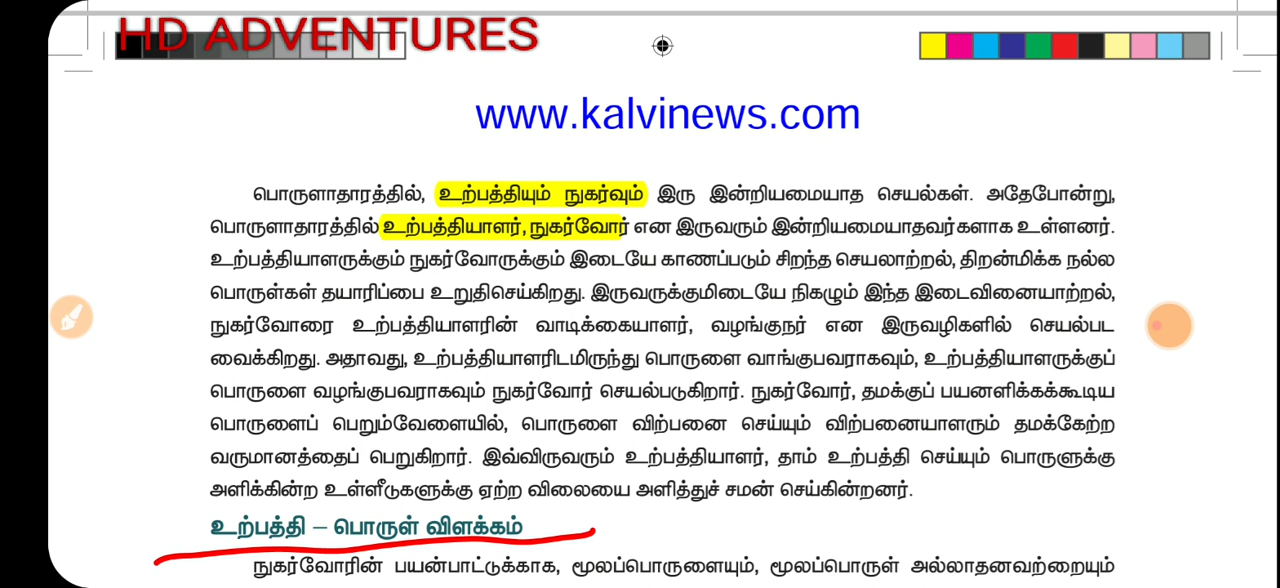 HD ADVENTURES
www.kalvinews.com
பொருளாதாரத்தில், உற்பத்தியும் நுகர்வும் இரு இன்றியமையாத செயல்கள். அதேபோன்று,
பொருளாதாரத்தில் உற்பத்தியாளர், நுகர்வோர் என இருவரும் இன்றியமையாதவர்களாக உள்ளனர்.
உற்பத்தியாளருக்கும் நுகர்வோருக்கும் இடையே காணப்படும் சிறந்த செயலாற்றல், திறன்மிக்க நல்ல
பொருள்கள் தயாரிப்பை உறுதிசெய்கிறது. இருவருக்குமிடையே நிகழும் இந்த இடைவினையாற்றல்,
நுகர்வோரை உற்பத்தியாளரின் வாடிக்கையாளர், வழங்குநர் என இருவழிகளில் செயல்பட
வைக்கிறது. அதாவது, உற்பத்தியாளரிடமிருந்து பொருளை வாங்குபவராகவும், உற்பத்தியாளருக்குப்
பொருளை வழங்குபவராகவும் நுகர்வோர் செயல்படுகிறார். நுகர்வோர், தமக்குப் பயனளிக்கக்கூடிய
பொருளைப் பெறும்வேளையில், பொருளை விற்பனை செய்யும் விற்பனையாளரும் தமக்கேற்ற
வருமானத்தைப் பெறுகிறார். இவ்விருவரும் உற்பத்தியாளர், தாம் உற்பத்தி செய்யும் பொருளுக்கு
அளிக்கின்ற உள்ளீடுகளுக்கு ஏற்ற விலையை அளித்துச் சமன் செய்கின்றனர்.
உற்பத்தி – பொருள் விளக்கம்
நுகர்வோரின் பயன்பாட்டுக்காக, மூலப்பொருளையும், மூலப்பொருள் அல்லாதனவற்றையும்